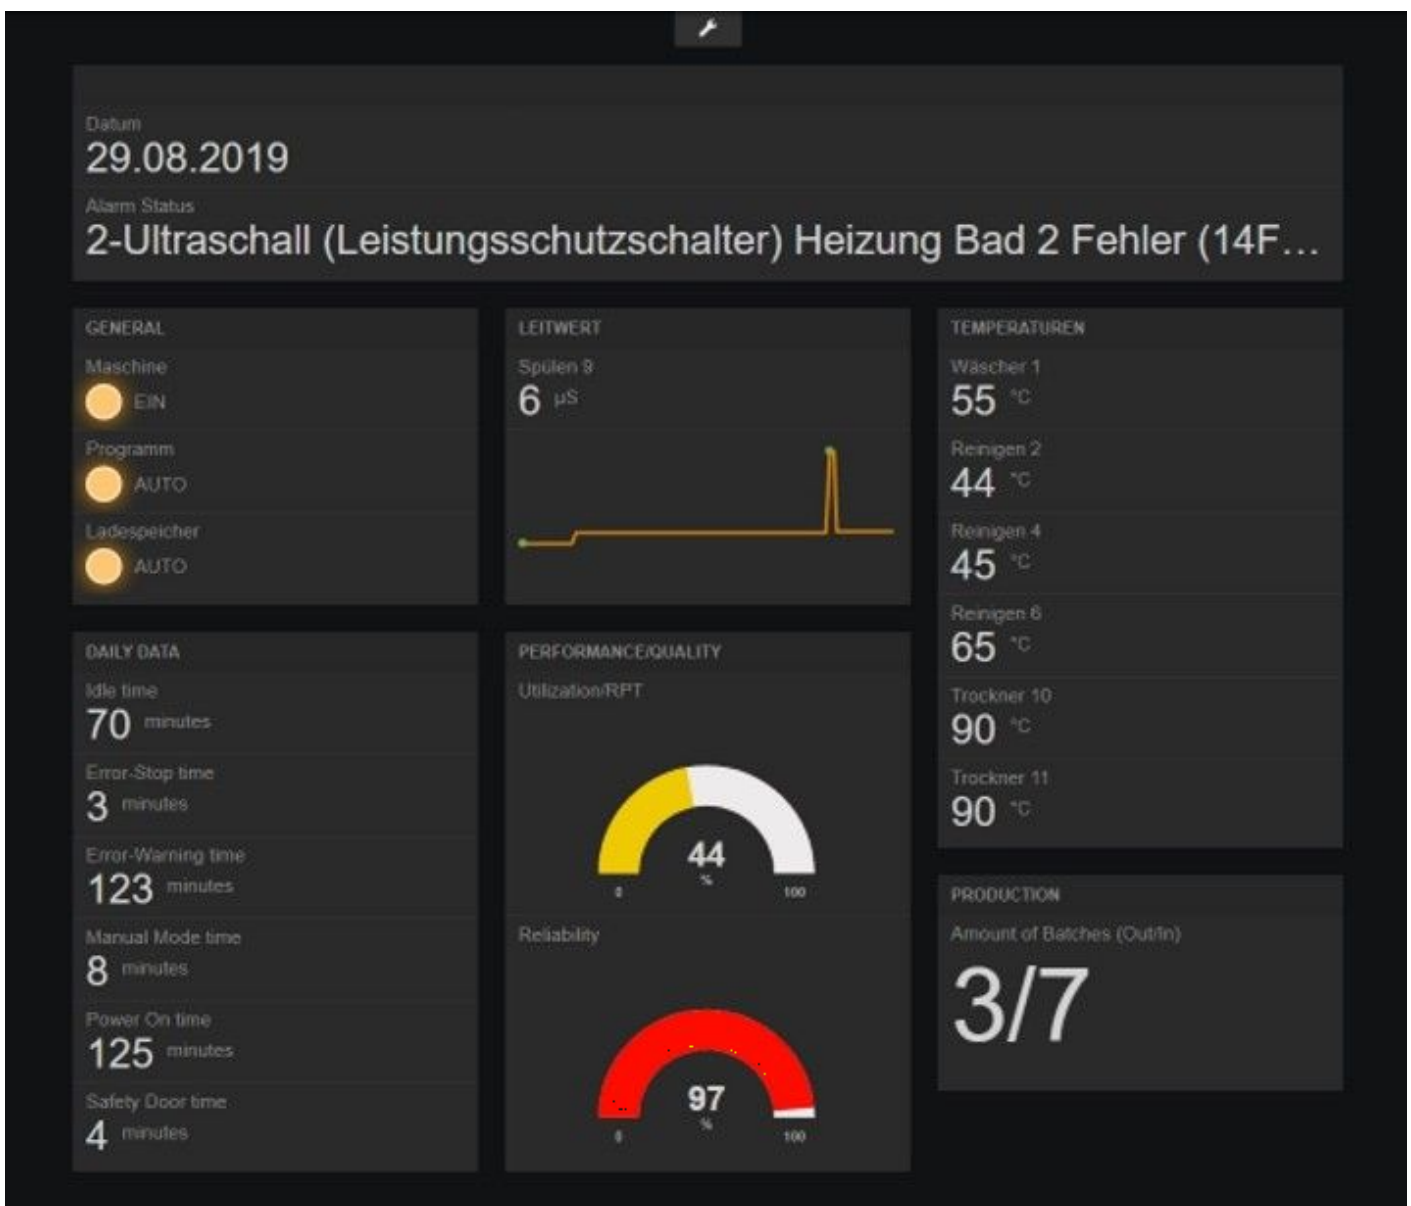 Datum
29.08.2019
Alarm Status
2-Ultraschall (Leistungsschutzschalter) Heizung Bad 2 Fehler (14F...
GENERAL
Maschine
EIN
Programm
AUTO
Ladespeicher
AUTO
LEITWERT
Spülen 9
6 µS
TEMPERATUREN
Wäscher 1
55 °C
Reinigen 2
44 °C
Reinigen 4
45 °C
Reinigen 6
65 °C
Trockner 10
90 °C
Trockner 11
90 °C
DAILY DATA
Idle time
70 minutes
Error-Stop time
3 minutes
Error-Warning time
123 minutes
Manual Mode time
8 minutes
Power On time
125 minutes
Safety Door time
4 minutes
PERFORMANCE/QUALITY
Utilization/RPT
44
%
0 100
Reliability
97
%
0 100
PRODUCTION
Amount of Batches (Out/In)
3/7